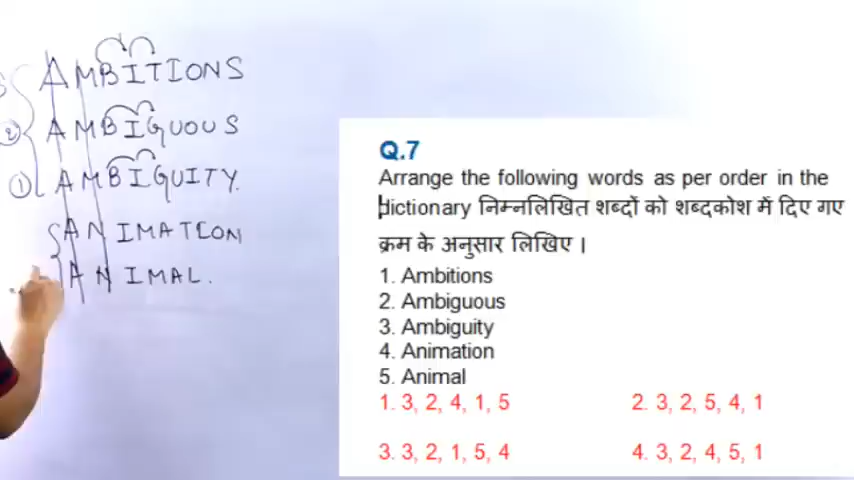 AMBITIONS
② AMBIGUOUS
① AMBIGUITY.
ANIMATION
ANIMAL.
Q.7
Arrange the following words as per order in the
dictionary निम्नलिखित शब्दों को शब्दकोश में दिए गए
क्रम के अनुसार लिखिए ।
1. Ambitions
2. Ambiguous
3. Ambiguity
4. Animation
5. Animal
1. 3, 2, 4, 1, 5 2. 3, 2, 5, 4, 1
3. 3, 2, 1, 5, 4 4. 3, 2, 4, 5, 1